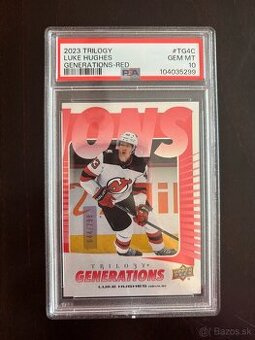 2023 TRILOGY #TG4C
LUKE HUGHES GEM MT
GENERATIONS-RED 10
PSA 104035299
IONS
43
TRILOGY
GENERATIONS
LUKE HUGHES
Bazos.sk